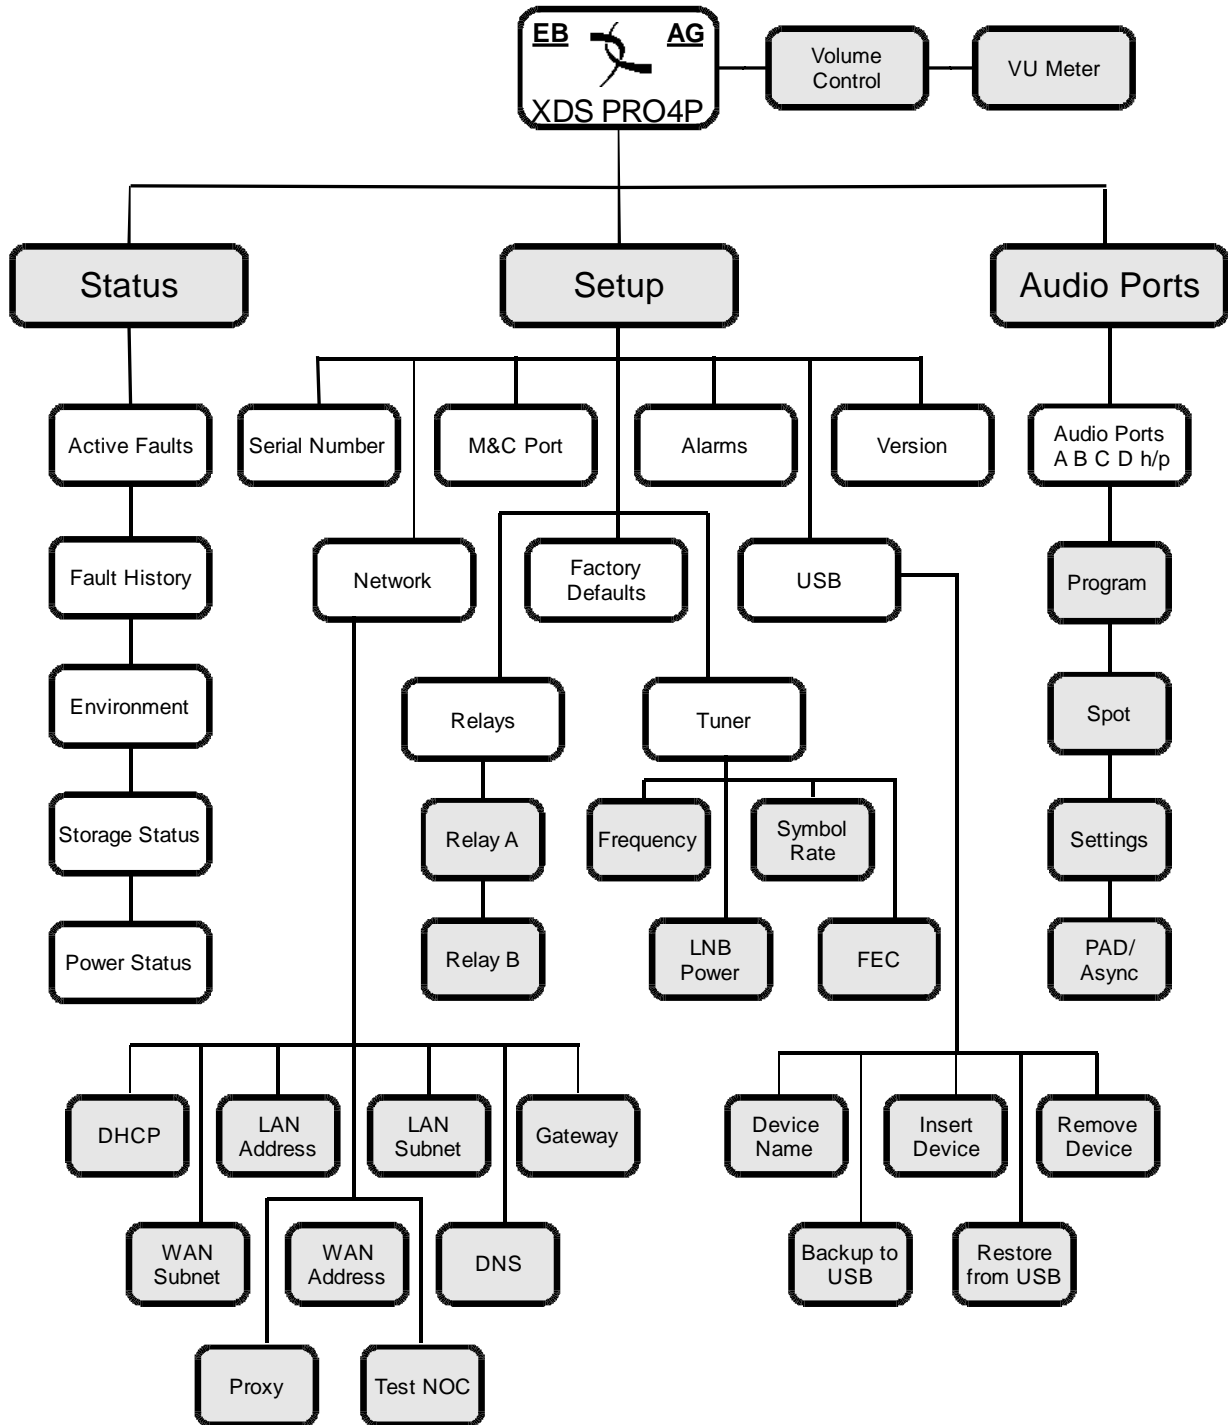 EB AG
XDS PRO4P
Volume
Control
VU Meter
Status
Setup
Audio Ports
Active Faults
Serial Number
M&C Port
Alarms
Version
Audio Ports
A B C D h/p
Fault History
Network
Factory
Defaults
USB
Program
Environment
Relays
Tuner
Spot
Storage Status
Relay A
Frequency
Symbol
Rate
Settings
Power Status
Relay B
LNB
Power
FEC
PAD/
Async
DHCP
LAN
Address
LAN
Subnet
Gateway
Device
Name
Insert
Device
Remove
Device
WAN
Subnet
WAN
Address
DNS
Backup to
USB
Restore
from USB
Proxy
Test NOC